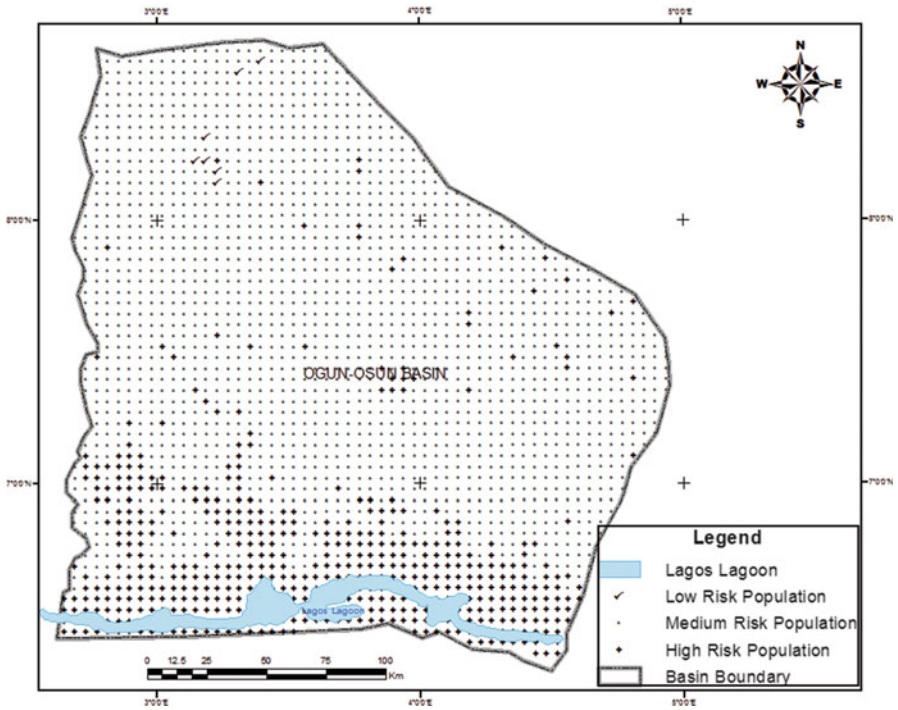 3°00'E 4°00'E 5°00'E
N
W E
S
8°00'N 8°00'N
OGUN-OSUN BASIN
7°00'N 7°00'N
Legend
Lagos Lagoon
Low Risk Population
Medium Risk Population
High Risk Population
Basin Boundary
Lagos Lagoon
0 12.5 25 50 75 100
Km
3°00'E 4°00'E 5°00'E